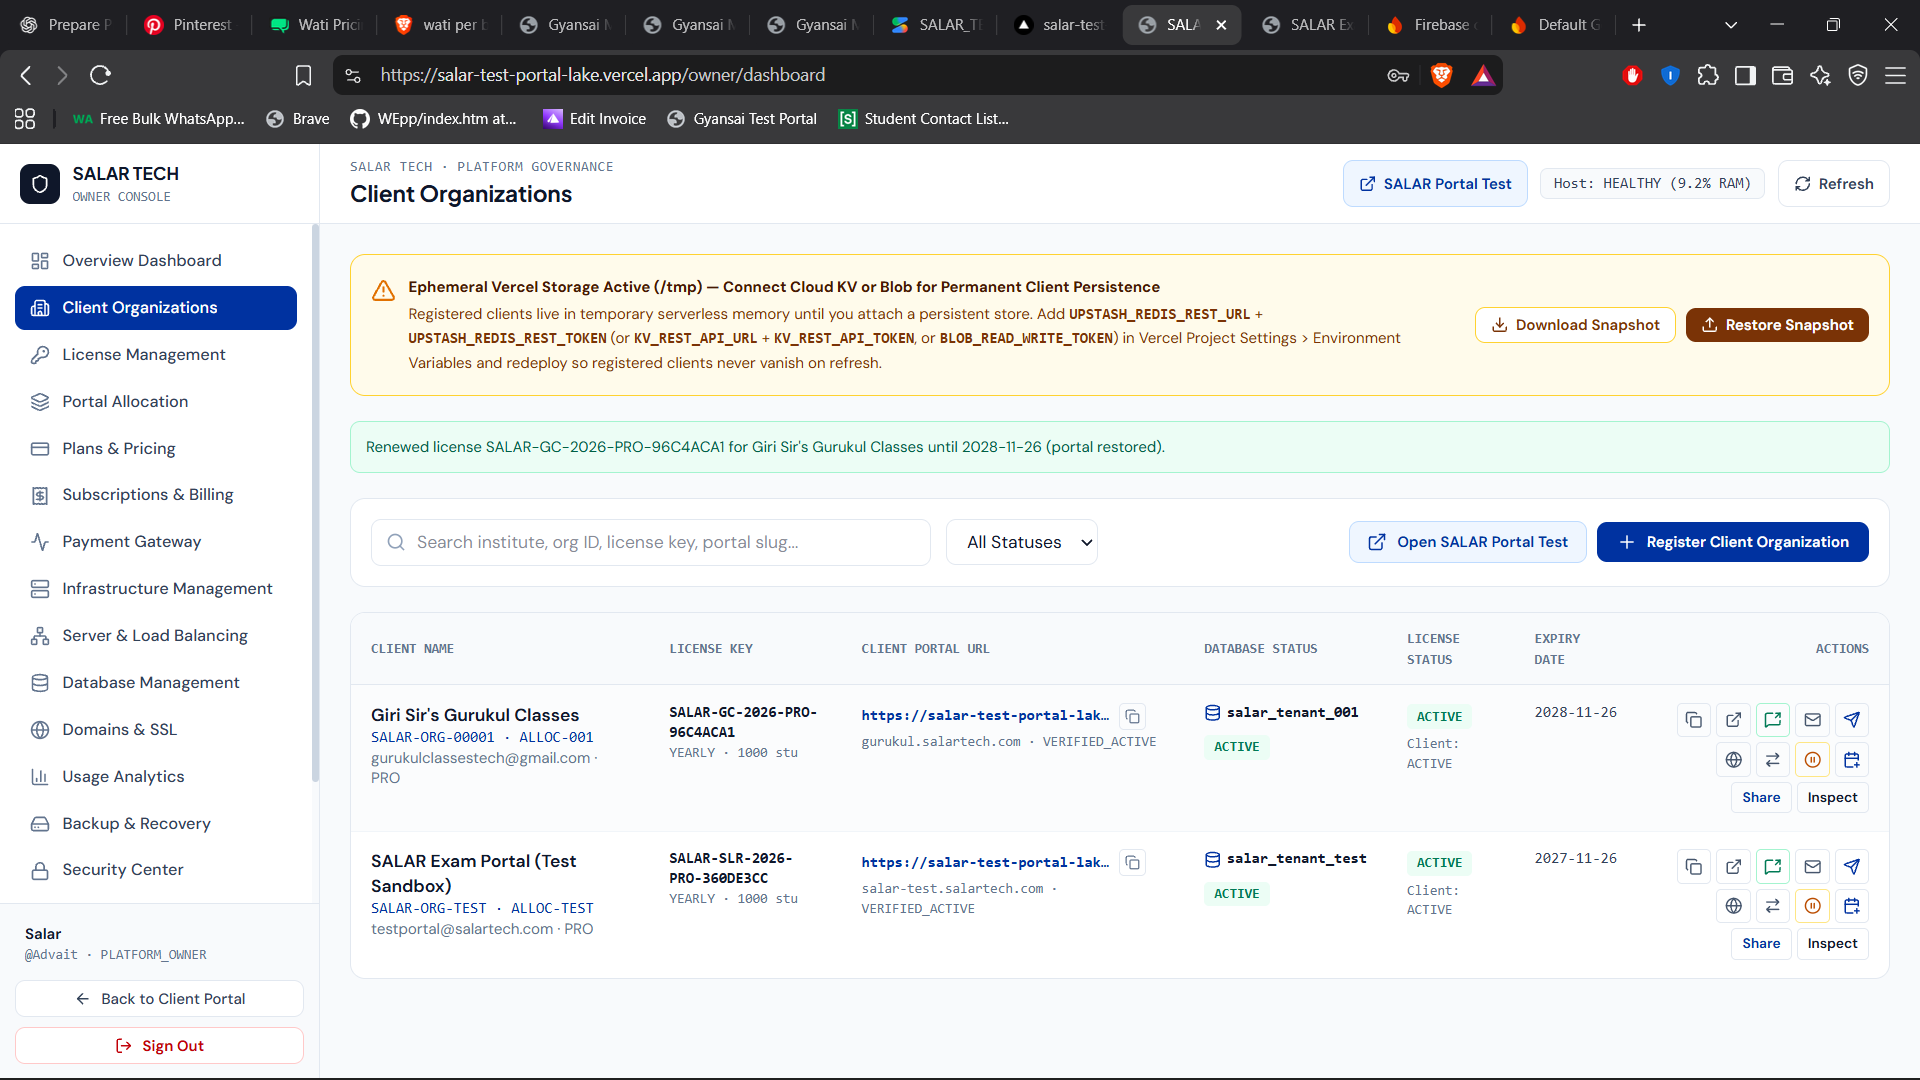 Prepare P
Pinterest
Wati Pric
wati per b
Gyansai
Gyansai
Gyansai
SALAR_TE
salar-test
SALA
SALAR Ex
Firebase
Default G
https://salar-test-portal-lake.vercel.app/owner/dashboard
WA Free Bulk WhatsApp...
Brave
WEpp/index.htm at...
Edit Invoice
Gyansai Test Portal
[S] Student Contact List...
SALAR TECH
OWNER CONSOLE
Overview Dashboard
Client Organizations
License Management
Portal Allocation
Plans & Pricing
Subscriptions & Billing
Payment Gateway
Infrastructure Management
Server & Load Balancing
Database Management
Domains & SSL
Usage Analytics
Backup & Recovery
Security Center
Salar
@Advait · PLATFORM_OWNER
Back to Client Portal
Sign Out
SALAR TECH · PLATFORM GOVERNANCE
Client Organizations
SALAR Portal Test
Host: HEALTHY (9.2% RAM)
Refresh
Ephemeral Vercel Storage Active (/tmp) — Connect Cloud KV or Blob for Permanent Client Persistence
Registered clients live in temporary serverless memory until you attach a persistent store. Add UPSTASH_REDIS_REST_URL +
UPSTASH_REDIS_REST_TOKEN (or KV_REST_API_URL + KV_REST_API_TOKEN, or BLOB_READ_WRITE_TOKEN) in Vercel Project Settings > Environment
Variables and redeploy so registered clients never vanish on refresh.
Download Snapshot
Restore Snapshot
Renewed license SALAR-GC-2026-PRO-96C4ACA1 for Giri Sir's Gurukul Classes until 2028-11-26 (portal restored).
Search institute, org ID, license key, portal slug...
All Statuses
Open SALAR Portal Test
Register Client Organization
CLIENT NAME
LICENSE KEY
CLIENT PORTAL URL
DATABASE STATUS
LICENSE
STATUS
EXPIRY
DATE
ACTIONS
Giri Sir's Gurukul Classes
SALAR-ORG-00001 · ALLOC-001
gurukulclassestech@gmail.com ·
PRO
SALAR-GC-2026-PRO-
96C4ACA1
YEARLY · 1000 stu
https://salar-test-portal-lak…
gurukul.salartech.com · VERIFIED_ACTIVE
salar_tenant_001
ACTIVE
ACTIVE
Client:
ACTIVE
2028-11-26
Share
Inspect
SALAR Exam Portal (Test
Sandbox)
SALAR-ORG-TEST · ALLOC-TEST
testportal@salartech.com · PRO
SALAR-SLR-2026-
PRO-360DE3CC
YEARLY · 1000 stu
https://salar-test-portal-lak…
salar-test.salartech.com ·
VERIFIED_ACTIVE
salar_tenant_test
ACTIVE
ACTIVE
Client:
ACTIVE
2027-11-26
Share
Inspect